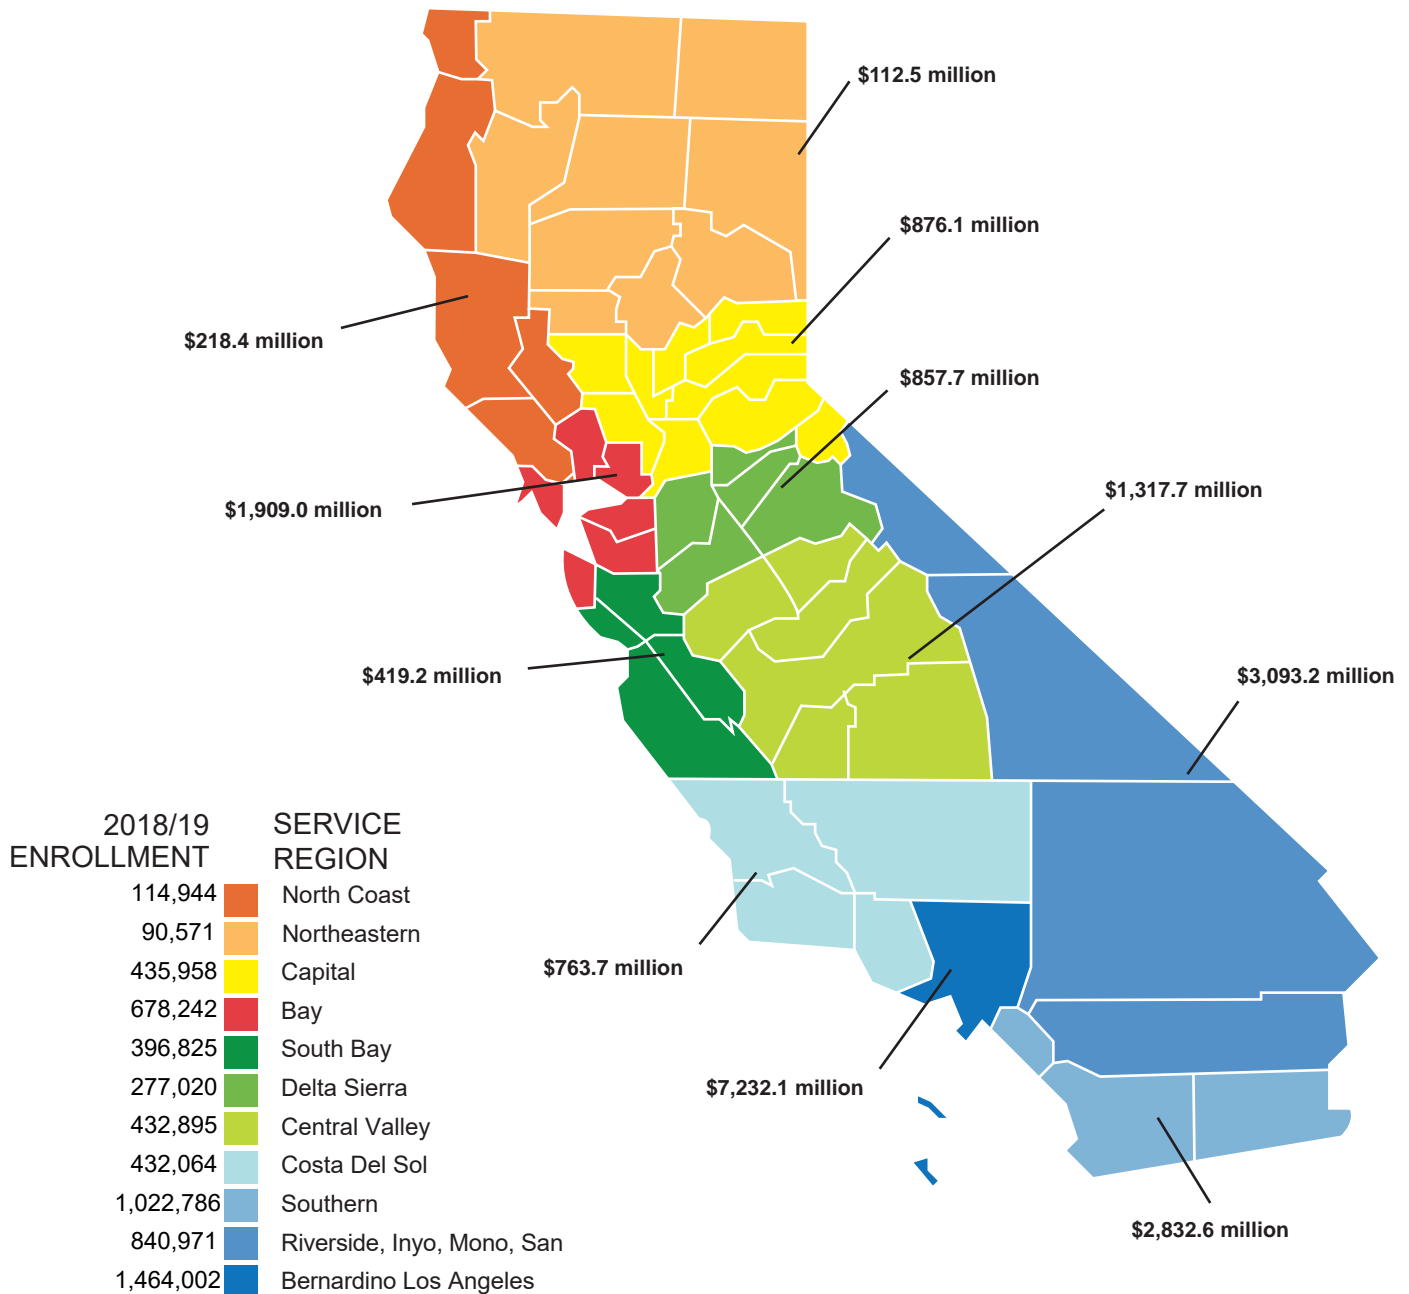 $112.5 million
$876.1 million
$218.4 million
$857.7 million
$1,317.7 million
$1,909.0 million
$419.2 million
$3,093.2 million
2018/19 SERVICE
ENROLLMENT REGION
114,944 North Coast
90,571 Northeastern
435,958 Capital
678,242 Bay
396,825 South Bay
277,020 Delta Sierra
432,895 Central Valley
432,064 Costa Del Sol
1,022,786 Southern
840,971 Riverside, Inyo, Mono, San
1,464,002 Bernardino Los Angeles
$763.7 million
$7,232.1 million
$2,832.6 million